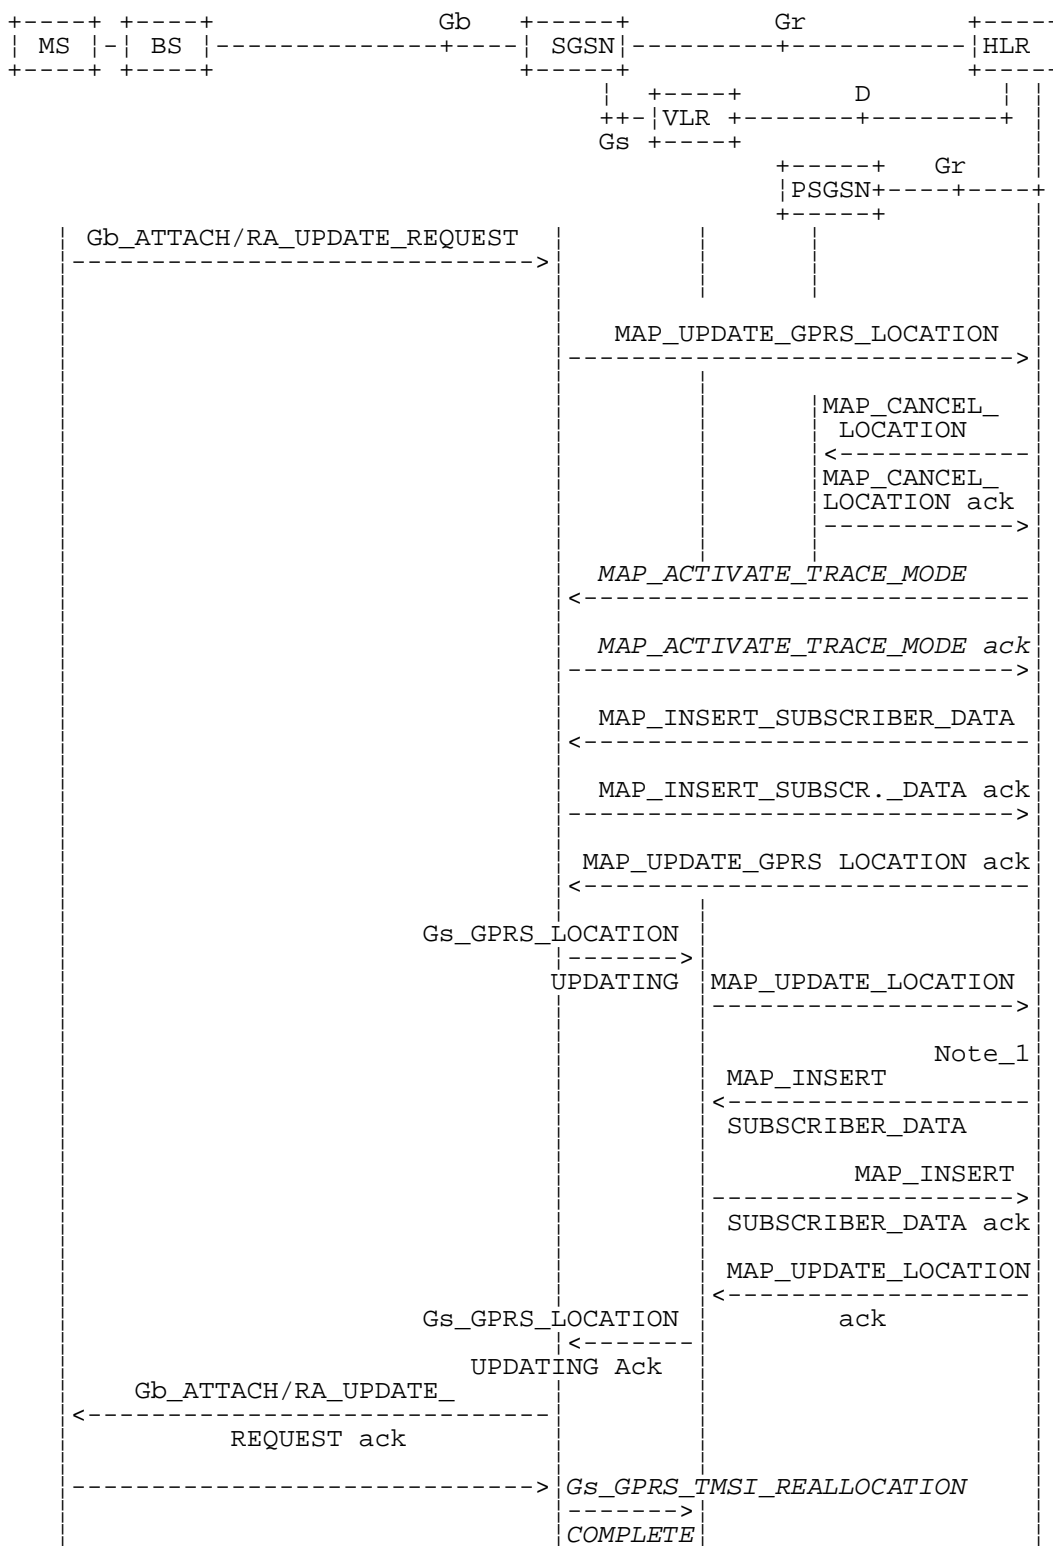 Gb Gr
MS BS SGSN HLR
D
VLR
Gs
Gr
PSGSN
Gb_ATTACH/RA_UPDATE_REQUEST
MAP_UPDATE_GPRS_LOCATION
MAP_CANCEL_
LOCATION
MAP_CANCEL_
LOCATION ack
MAP_ACTIVATE_TRACE_MODE
MAP_ACTIVATE_TRACE_MODE ack
MAP_INSERT_SUBSCRIBER_DATA
MAP_INSERT_SUBSCR._DATA ack
MAP_UPDATE_GPRS LOCATION ack
Gs_GPRS_LOCATION
UPDATING MAP_UPDATE_LOCATION
Note_1
MAP_INSERT
SUBSCRIBER_DATA
MAP_INSERT
SUBSCRIBER_DATA ack
MAP_UPDATE_LOCATION
Gs_GPRS_LOCATION ack
UPDATING Ack
Gb_ATTACH/RA_UPDATE_
REQUEST ack
Gs_GPRS_TMSI_REALLOCATION
COMPLETE